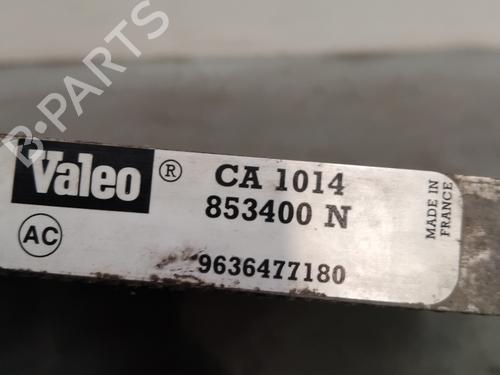 B-PARTS
Valeo ®
CA 1014
853400 N
AC
9636477180
MADE IN
FRANCE